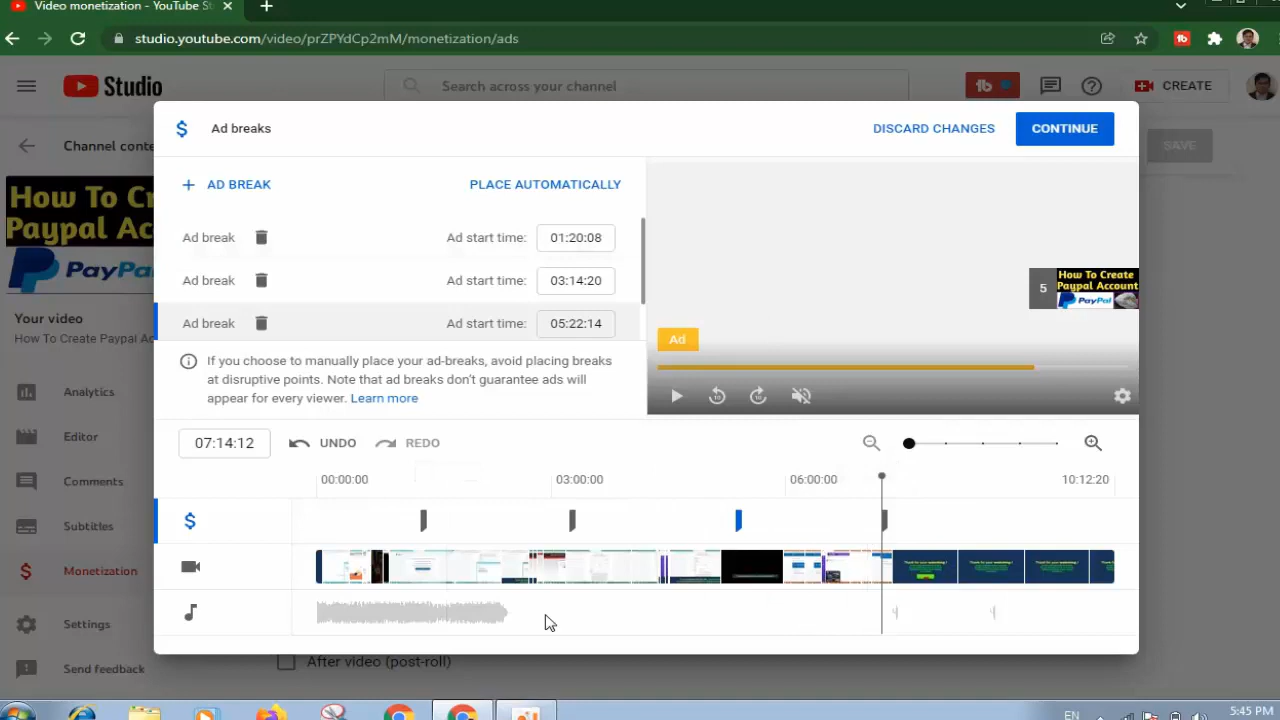 Video monetization - YouTube St
studio.youtube.com/video/prZPYdCp2mM/monetization/ads
Studio
Search across your channel
CREATE
Channel conte
SAVE
Ad breaks
DISCARD CHANGES
CONTINUE
AD BREAK
PLACE AUTOMATICALLY
Ad break
Ad start time:
01:20:08
Ad break
Ad start time:
03:14:20
Ad break
Ad start time:
05:22:14
If you choose to manually place your ad-breaks, avoid placing breaks
at disruptive points. Note that ad breaks don't guarantee ads will
appear for every viewer. Learn more
How To Cre
Paypal Ac
PayPal
Your video
How To Create Paypal Ac
Analytics
Editor
Comments
Subtitles
Monetization
Settings
Send feedback
5
How To Create
Paypal Account
PayPal
Ad
07:14:12
UNDO
REDO
00:00:00
03:00:00
06:00:00
10:12:20
After video (post-roll)
EN
5:45 PM